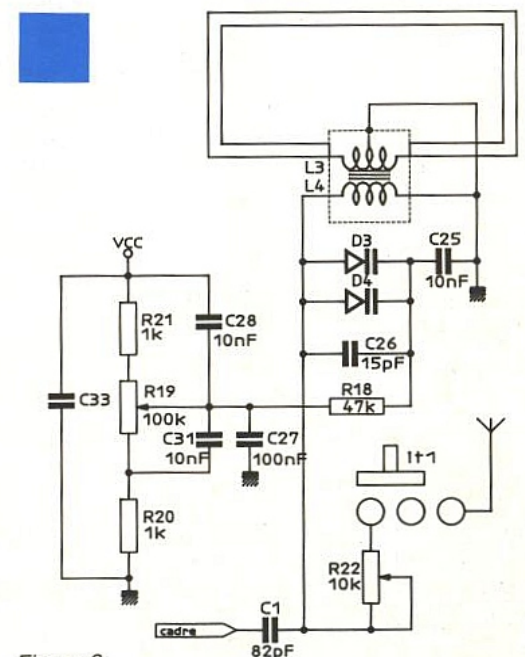 L3
L4
VCC
D3
C25
10nF
D4
R21
1k
C28
10nF
C26
15pF
R19
100k
C33
R18
47k
C31
10nF
C27
100nF
It1
R20
1k
R22
10k
cadre
C1
82pF